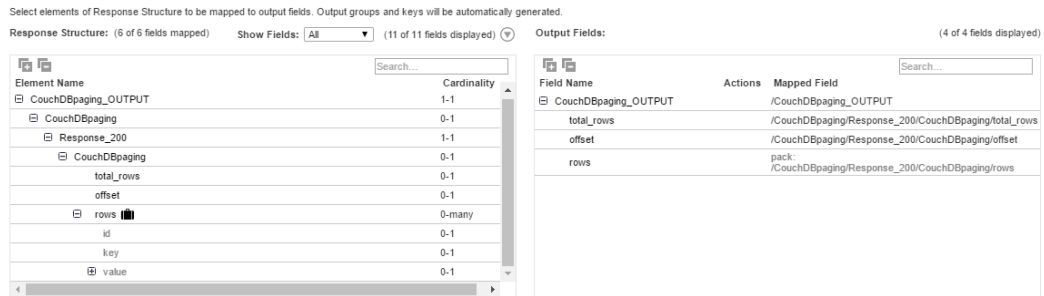 Select elements of Response Structure to be mapped to output fields. Output groups and keys will be automatically generated.
Response Structure: (6 of 6 fields mapped) Show Fields: All (11 of 11 fields displayed)
Output Fields: (4 of 4 fields displayed)
Search...
Element Name Cardinality
CouchDBpaging_OUTPUT 1-1
CouchDBpaging 0-1
Response_200 1-1
CouchDBpaging 0-1
total_rows 0-1
offset 0-1
rows 0-many
id 0-1
key 0-1
value 0-1
Search...
Field Name Actions Mapped Field
CouchDBpaging_OUTPUT /CouchDBpaging_OUTPUT
total_rows /CouchDBpaging/Response_200/CouchDBpaging/total_rows
offset /CouchDBpaging/Response_200/CouchDBpaging/offset
rows pack:
/CouchDBpaging/Response_200/CouchDBpaging/rows